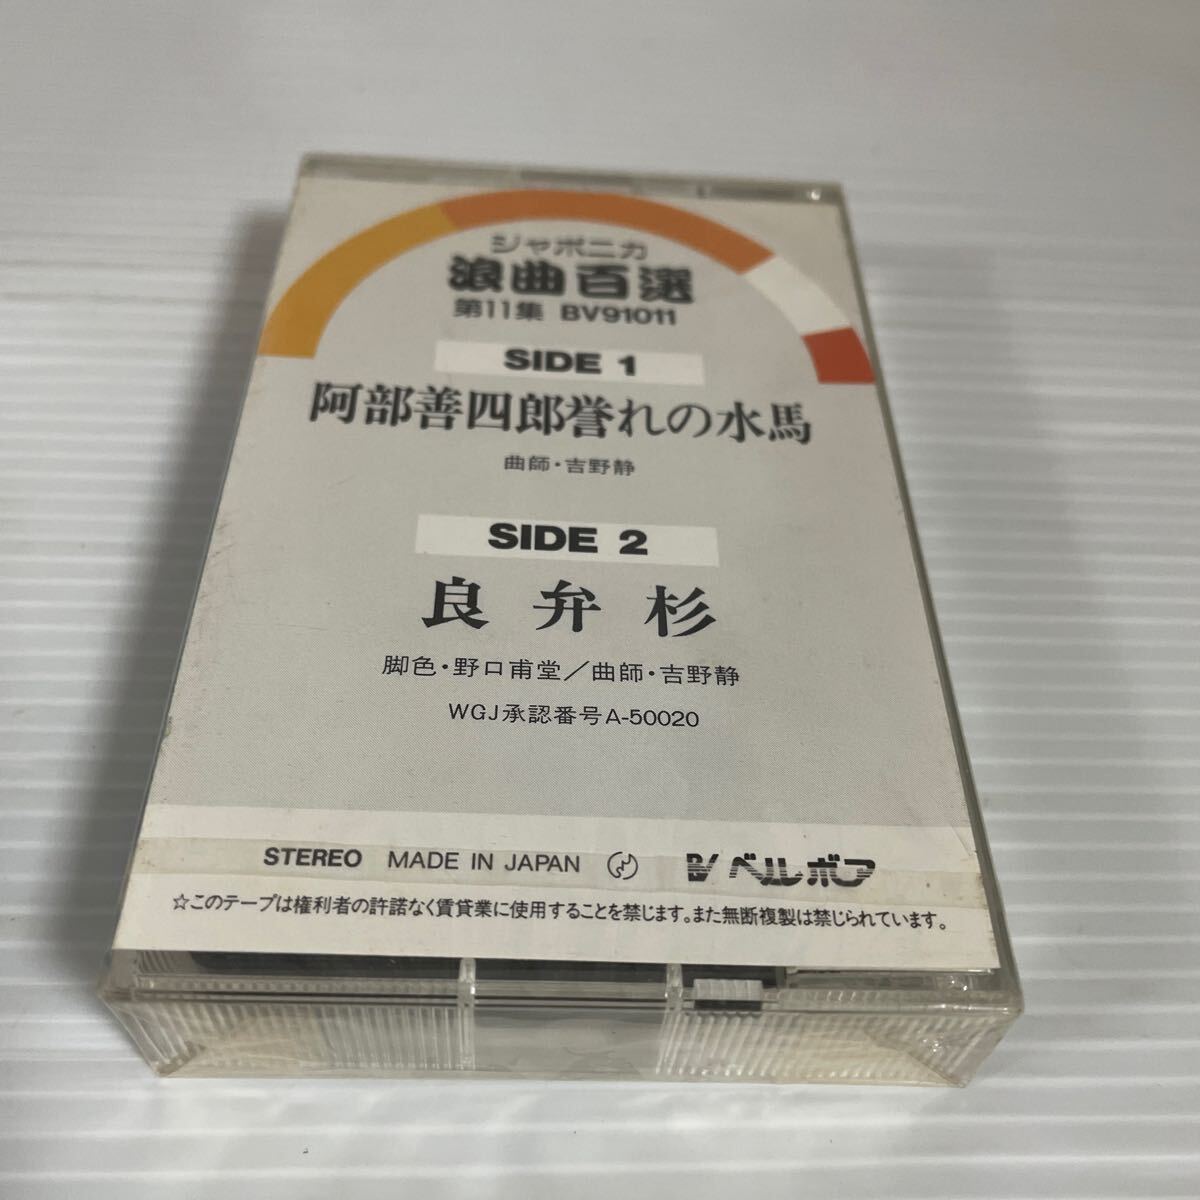 ジャポニカ
浪曲百選
第11集 BV91011
SIDE 1
阿部善四郎誉れの水馬
曲師・吉野静
SIDE 2
良弁杉
脚色・野口甫堂／曲師・吉野静
WGJ承認番号A-50020
STEREO MADE IN JAPAN BV ベルボア
☆このテープは権利者の許諾なく賃貸業に使用することを禁じます。また無断複製は禁じられています。